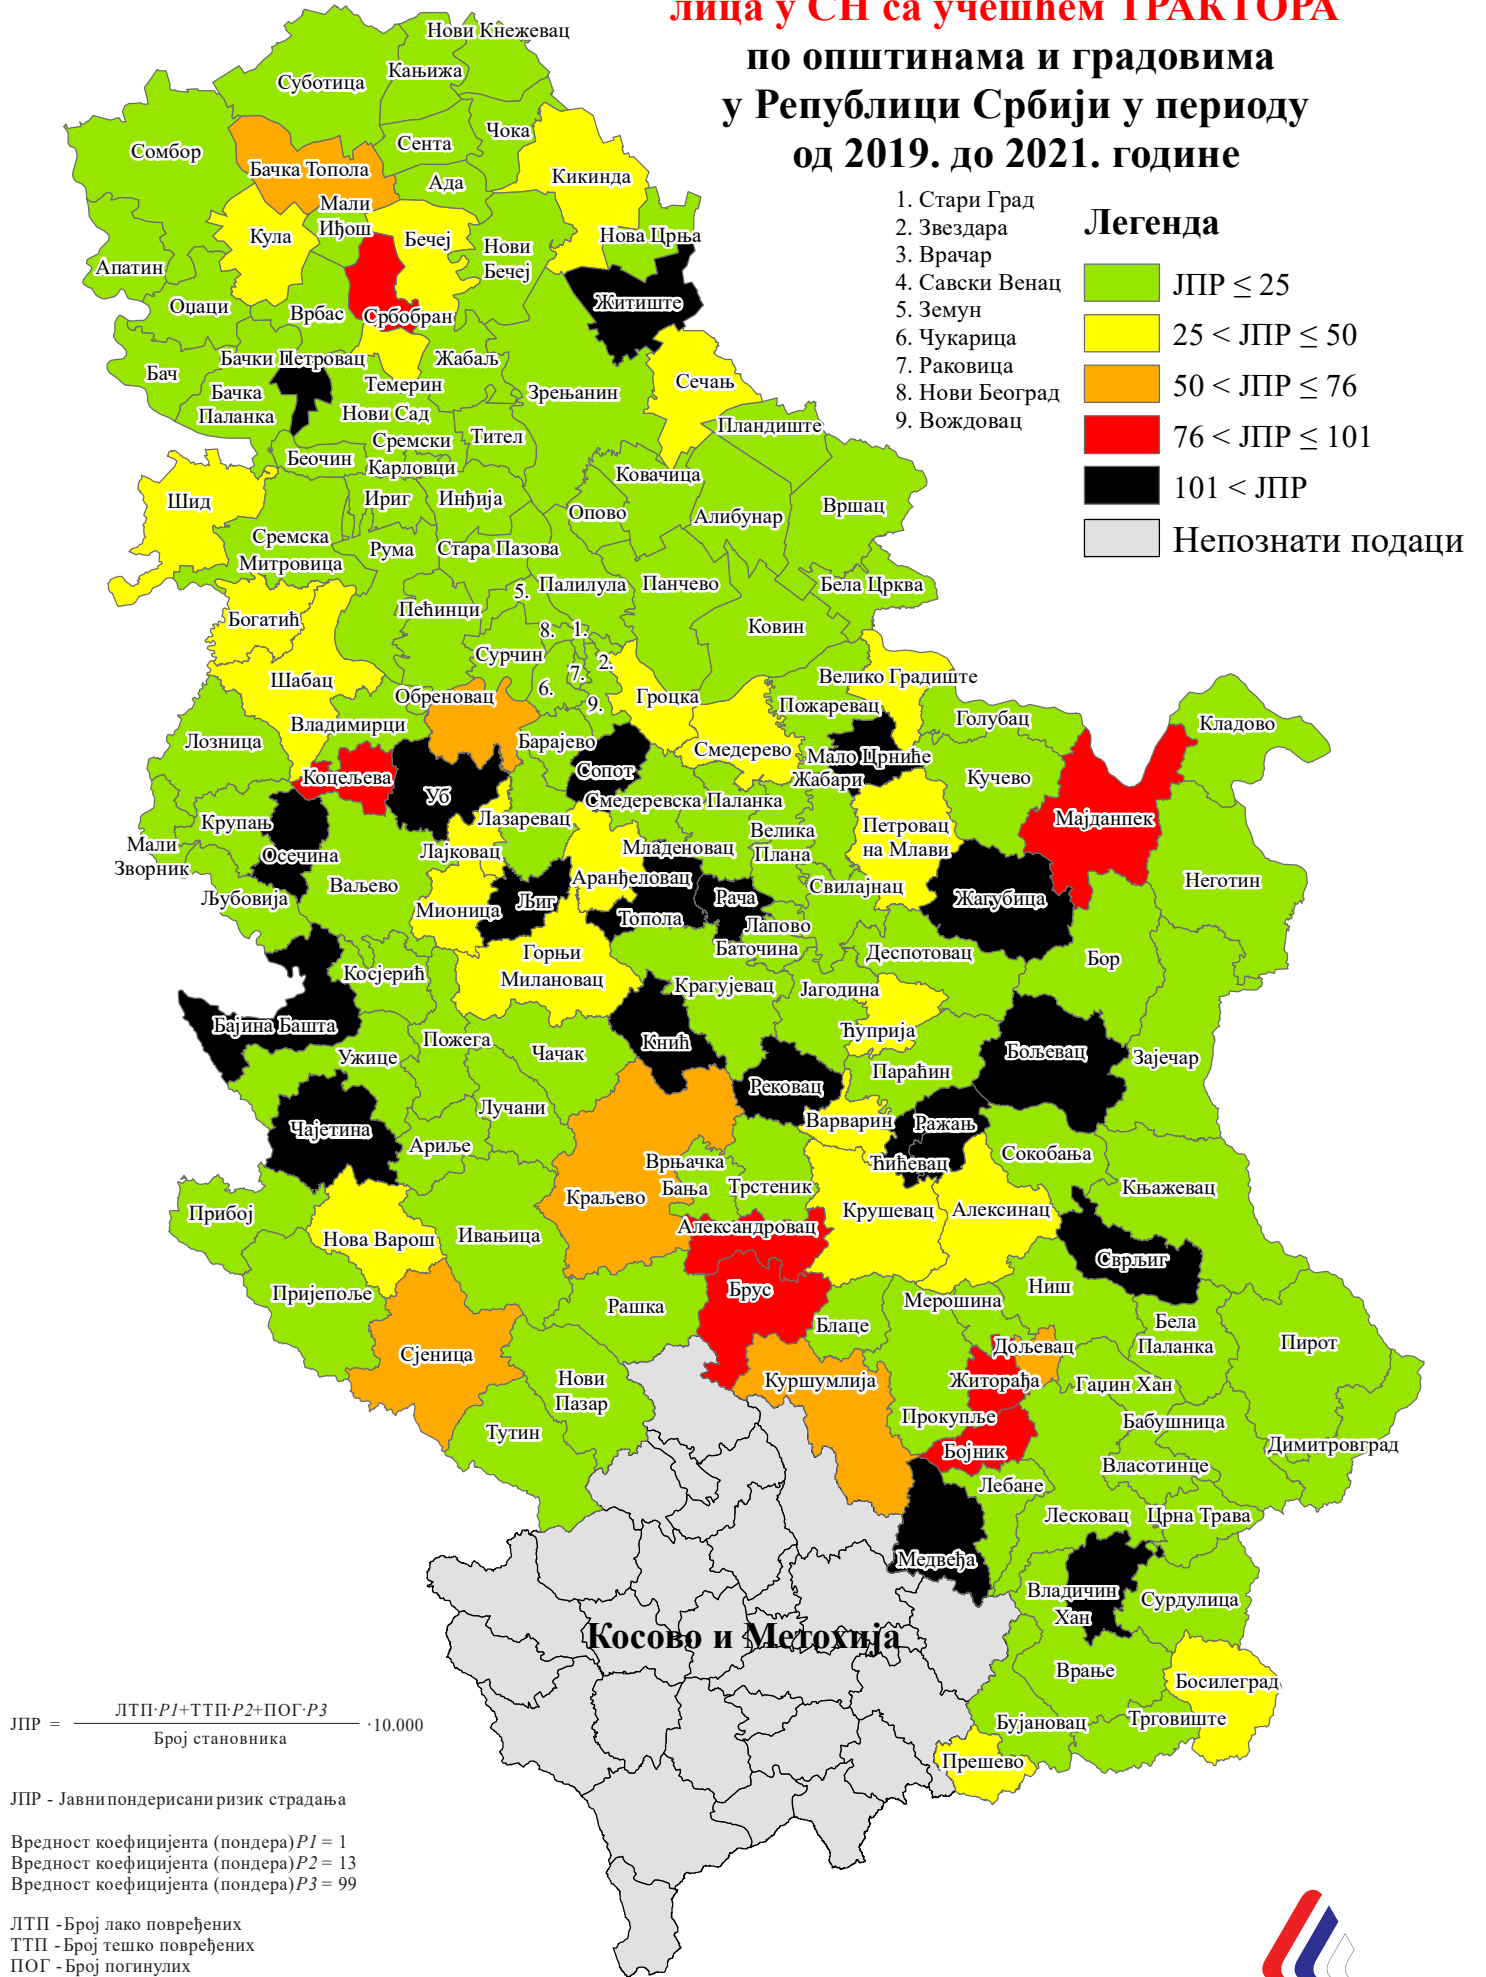 лица у СН са учешћем ТРАКТОРА
по општинама и градовима
у Републици Србији у периоду
од 2019. до 2021. године
1. Стари Град
2. Звездара
3. Врачар
4. Савски Венац
5. Земун
6. Чукарица
7. Раковица
8. Нови Београд
9. Вождовац
Легенда
ЈПР ≤ 25
25 < ЈПР ≤ 50
50 < ЈПР ≤ 76
76 < ЈПР ≤ 101
101 < ЈПР
Непознати подаци
Нови Кнежевац
Суботица
Кањижа
Сомбор
Сента
Чока
Бачка Топола
Ада
Кикинда
Мали
Иђош
Кула
Бечеј
Нови
Бечеј
Нова Црња
Апатин
Оџаци
Врбас
Србобран
Житиште
Бачки Петровац
Жабаљ
Бач
Бачка
Паланка
Темерин
Зрењанин
Сечањ
Нови Сад
Пландиште
Сремски
Карловци
Тител
Беочин
Ковачица
Шид
Ириг
Инђија
Опово
Алибунар
Вршац
Сремска
Митровица
Рума
Стара Пазова
Палилула
Панчево
Бела Црква
5.
Богатић
Пећинци
8.
1.
Ковин
Сурчин
2.
7.
6.
9.
Шабац
Обреновац
Гроцка
Велико Градиште
Пожаревац
Владимирци
Голубац
Кладово
Лозница
Барајево
Смедерево
Мало Црниће
Коцељева
Сопот
Жабари
Кучево
Уб
Смедеревска Паланка
Мајданпек
Крупањ
Лазаревац
Велика
Плана
Петровац
на Млави
Мали
Зворник
Осечина
Лајковац
Младеновац
Аранђеловац
Ваљево
Свилајнац
Неготин
Љубовија
Мионица
Љиг
Рача
Жагубица
Топола
Лапово
Баточина
Горњи
Милановац
Деспотовац
Бор
Косјерић
Крагујевац
Јагодина
Бајина Башта
Пожега
Кнић
Ћуприја
Ужице
Чачак
Бољевац
Зајечар
Параћин
Рековац
Лучани
Чајетина
Варварин
Ражањ
Ариље
Сокобања
Ћићевац
Врњачка
Бања
Трстеник
Књажевац
Краљево
Прибој
Крушевац
Алексинац
Александровац
Нова Варош
Ивањица
Сврљиг
Пријепоље
Брус
Ниш
Рашка
Мерошина
Блаце
Бела
Паланка
Пирот
Сјеница
Дољевац
Нови
Пазар
Куршумлија
Житорађа
Гаџин Хан
Прокупље
Бабушница
Тутин
Димитровград
Бојник
Власотинце
Лебане
Лесковац
Црна Трава
Медвеђа
Владичин
Хан
Сурдулица
Косово и Метохија
Врање
Босилеград
Бујановац
Трговиште
Прешево
ЈПР = ЛТП·P1+ТТП·P2+ПОГ·P3 ·10.000
Број становника
ЈПР - Јавни пондерисани ризик страдања
Вредност коефицијента (пондера) P1 = 1
Вредност коефицијента (пондера) P2 = 13
Вредност коефицијента (пондера) P3 = 99
ЛТП - Број лако повређених
ТТП - Број тешко повређених
ПОГ - Број погинулих